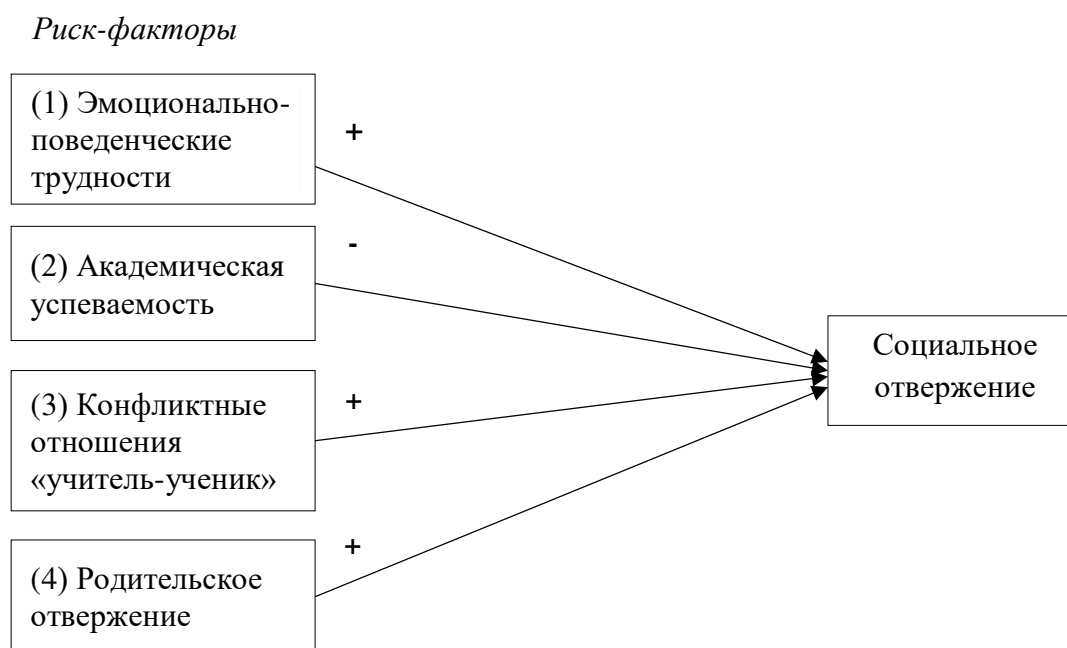 Риск-факторы
(1) Эмоционально-
поведенческие
трудности
+
(2) Академическая
успеваемость
-
(3) Конфликтные
отношения
«учитель-ученик»
+
(4) Родительское
отвержение
+
Социальное
отвержение